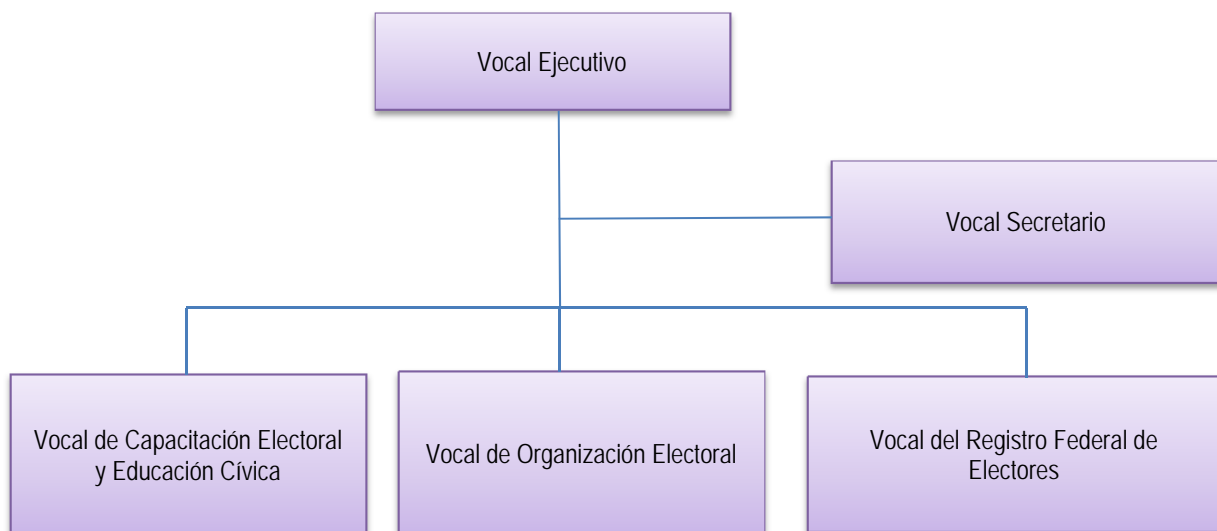 Vocal Ejecutivo
Vocal Secretario
Vocal de Capacitación Electoral
y Educación Cívica
Vocal de Organización Electoral
Vocal del Registro Federal de
Electores